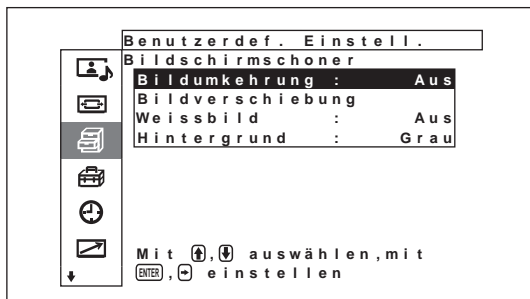 Benutzerdef. Einstell.
Bildschirmschoner
Bildumkehrung : Aus
Bildverschiebung
Weissbild : Aus
Hintergrund : Grau
Mit ↑,↓ auswählen,mit
ENTER,→ einstellen